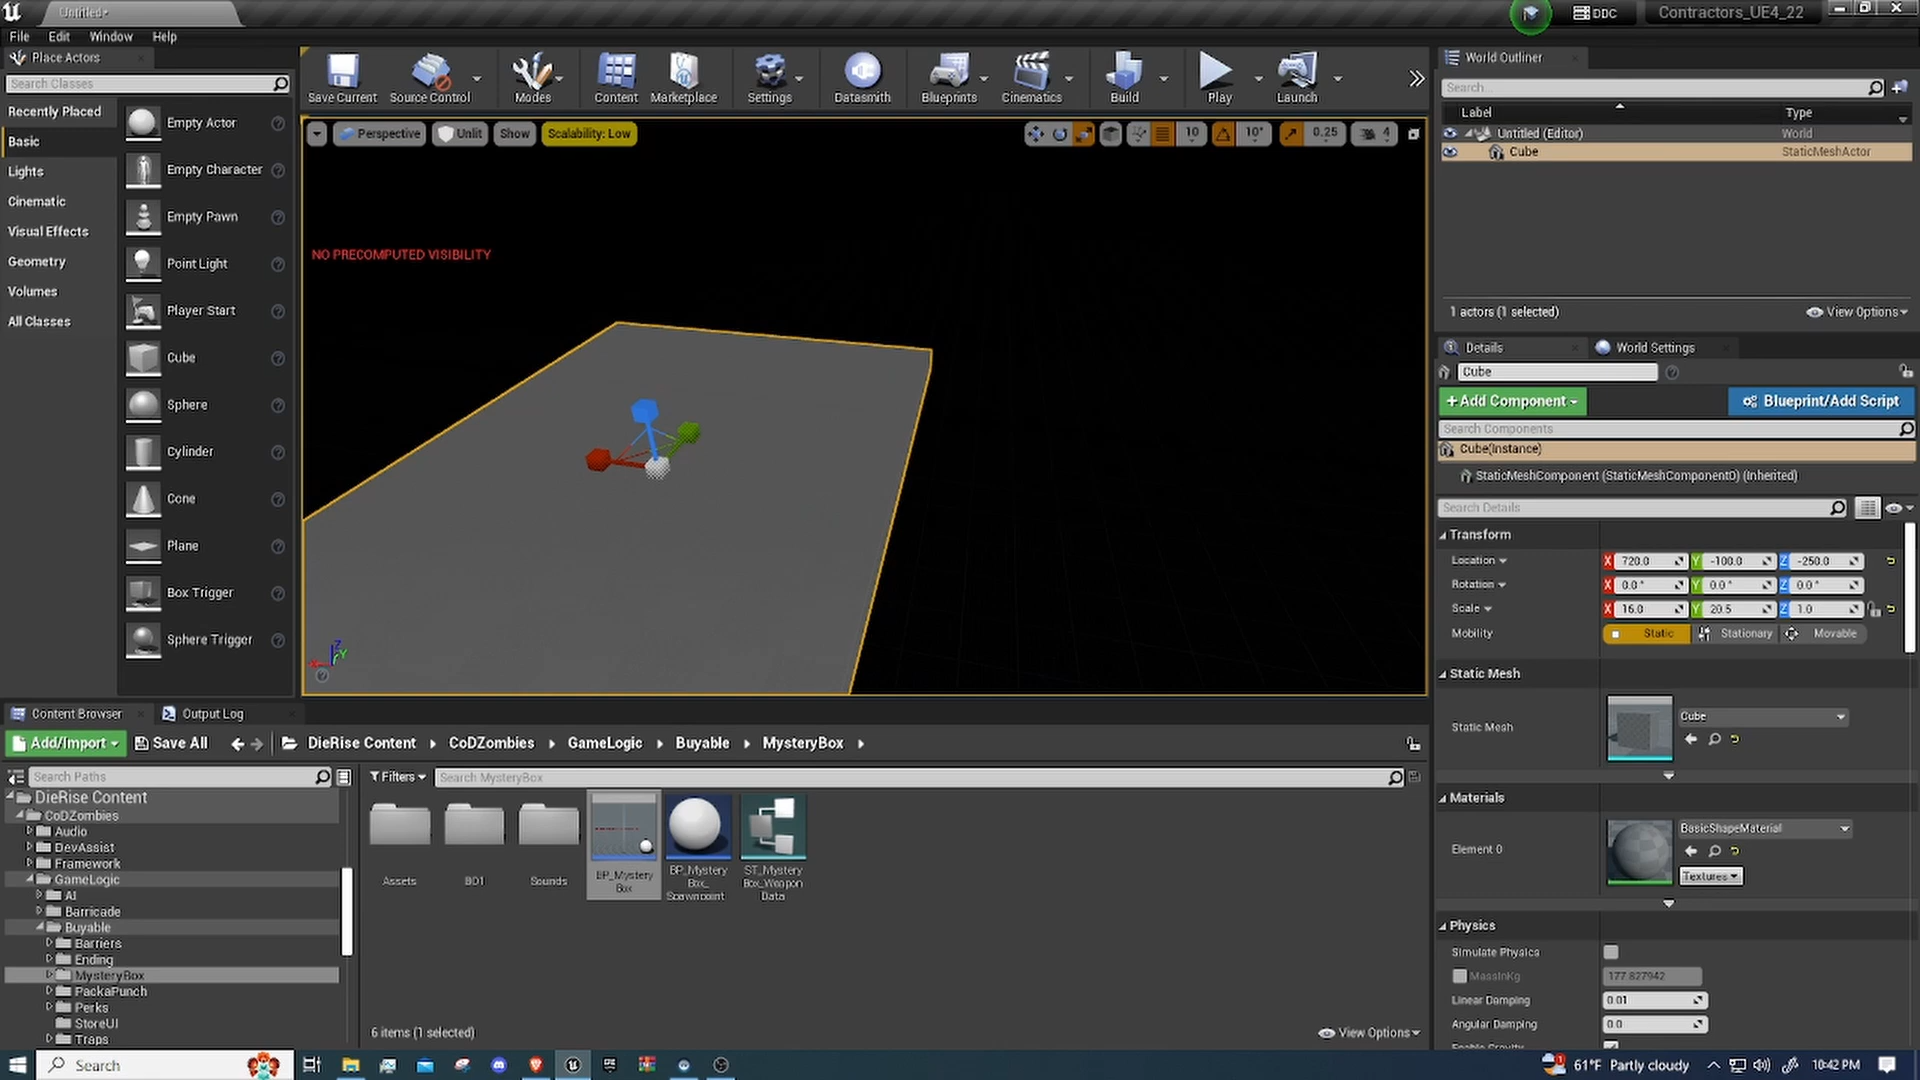 Untitled*
DDC
Contractors_UE4_22
File Edit Window Help
Place Actors
Search Classes
Recently Placed
Basic
Lights
Cinematic
Visual Effects
Geometry
Volumes
All Classes
Empty Actor
Empty Character
Empty Pawn
Point Light
Player Start
Cube
Sphere
Cylinder
Cone
Plane
Box Trigger
Sphere Trigger
Save Current Source Control Modes Content Marketplace Settings Datasmith Blueprints Cinematics Build Play Launch
Perspective Unlit Show Scalability: Low 10 10° 0.25 4
NO PRECOMPUTED VISIBILITY
World Outliner
Search...
Label Type
Untitled (Editor) World
Cube StaticMeshActor
1 actors (1 selected) View Options
Details World Settings
Cube
+Add Component Blueprint/Add Script
Search Components
Cube(Instance)
StaticMeshComponent (StaticMeshComponent0) (Inherited)
Search Details
Transform
Location X 720.0 Y -100.0 Z -250.0
Rotation X 0.0° Y 0.0° Z 0.0°
Scale X 16.0 Y 20.5 Z 1.0
Mobility Static Stationary Movable
Static Mesh
Static Mesh Cube
Materials
Element 0 BasicShapeMaterial
Textures
Physics
Simulate Physics
MassInKg 177.827942
Linear Damping 0.01
Angular Damping 0.0
Enable Gravity
Content Browser Output Log
Add/Import Save All DieRise Content CoDZombies GameLogic Buyable MysteryBox
Search Paths
Filters Search MysteryBox
DieRise Content
CoDZombies
Audio
DevAssist
Framework
GameLogic
AI
Barricade
Buyable
Barriers
Ending
MysteryBox
PackaPunch
Perks
StoreUI
Traps
Assets
BO1
Sounds
BP_Mystery
Box
BP_Mystery
Box_
Spawnpoint
ST_Mystery
Box_Weapon
Data
6 items (1 selected) View Options
Search
61°F Partly cloudy 10:42 PM